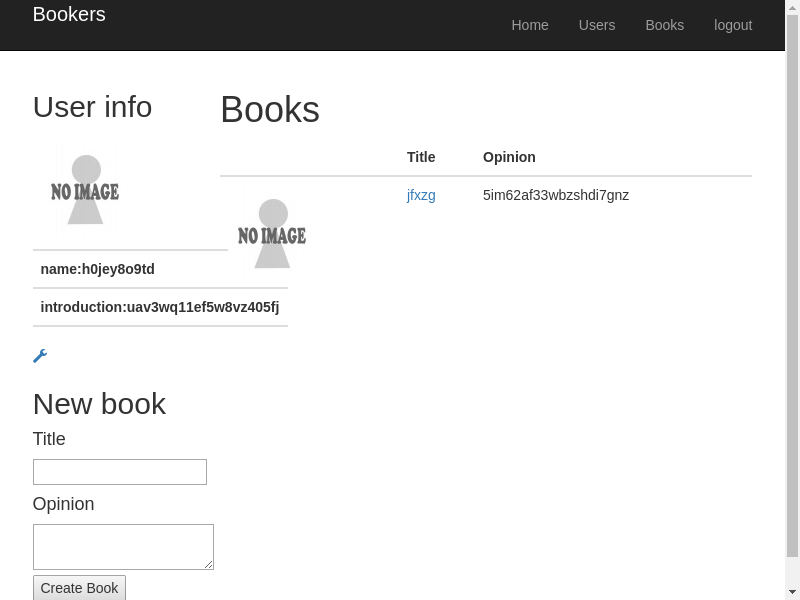 Bookers
Home Users Books logout
User info
NO IMAGE
name:h0jey8o9td
introduction:uav3wq11ef5w8vz405fj
New book
Title
Opinion
Create Book
Books
Title Opinion
NO IMAGE jfxzg 5im62af33wbzshdi7gnz